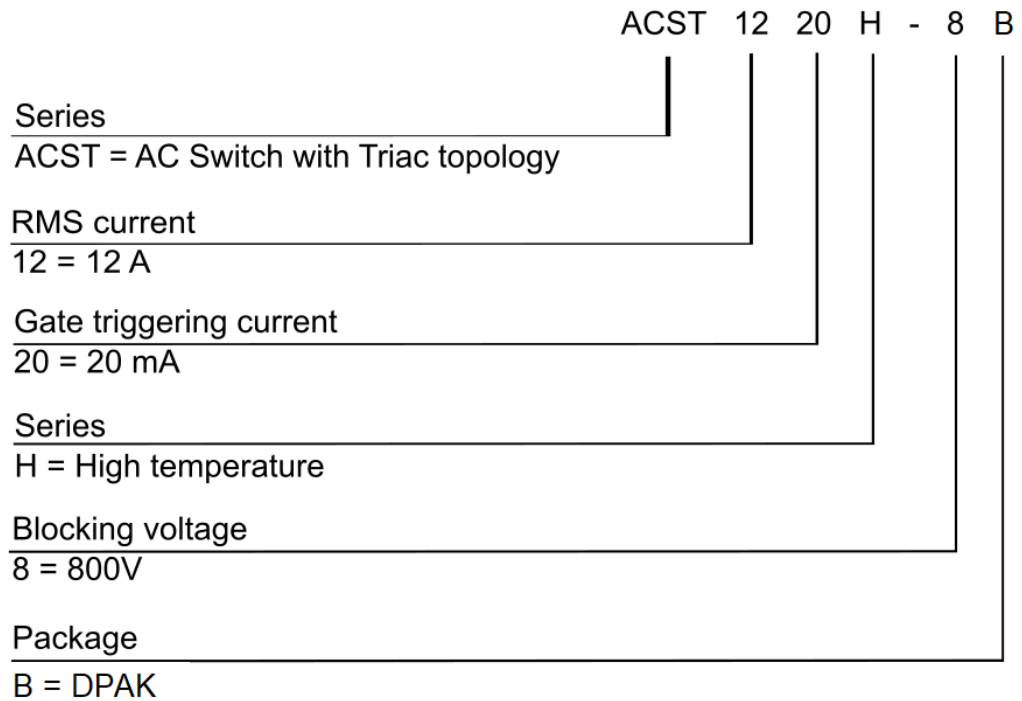 ACST 12 20 H - 8 B
Series
ACST = AC Switch with Triac topology
RMS current
12 = 12 A
Gate triggering current
20 = 20 mA
Series
H = High temperature
Blocking voltage
8 = 800V
Package
B = DPAK